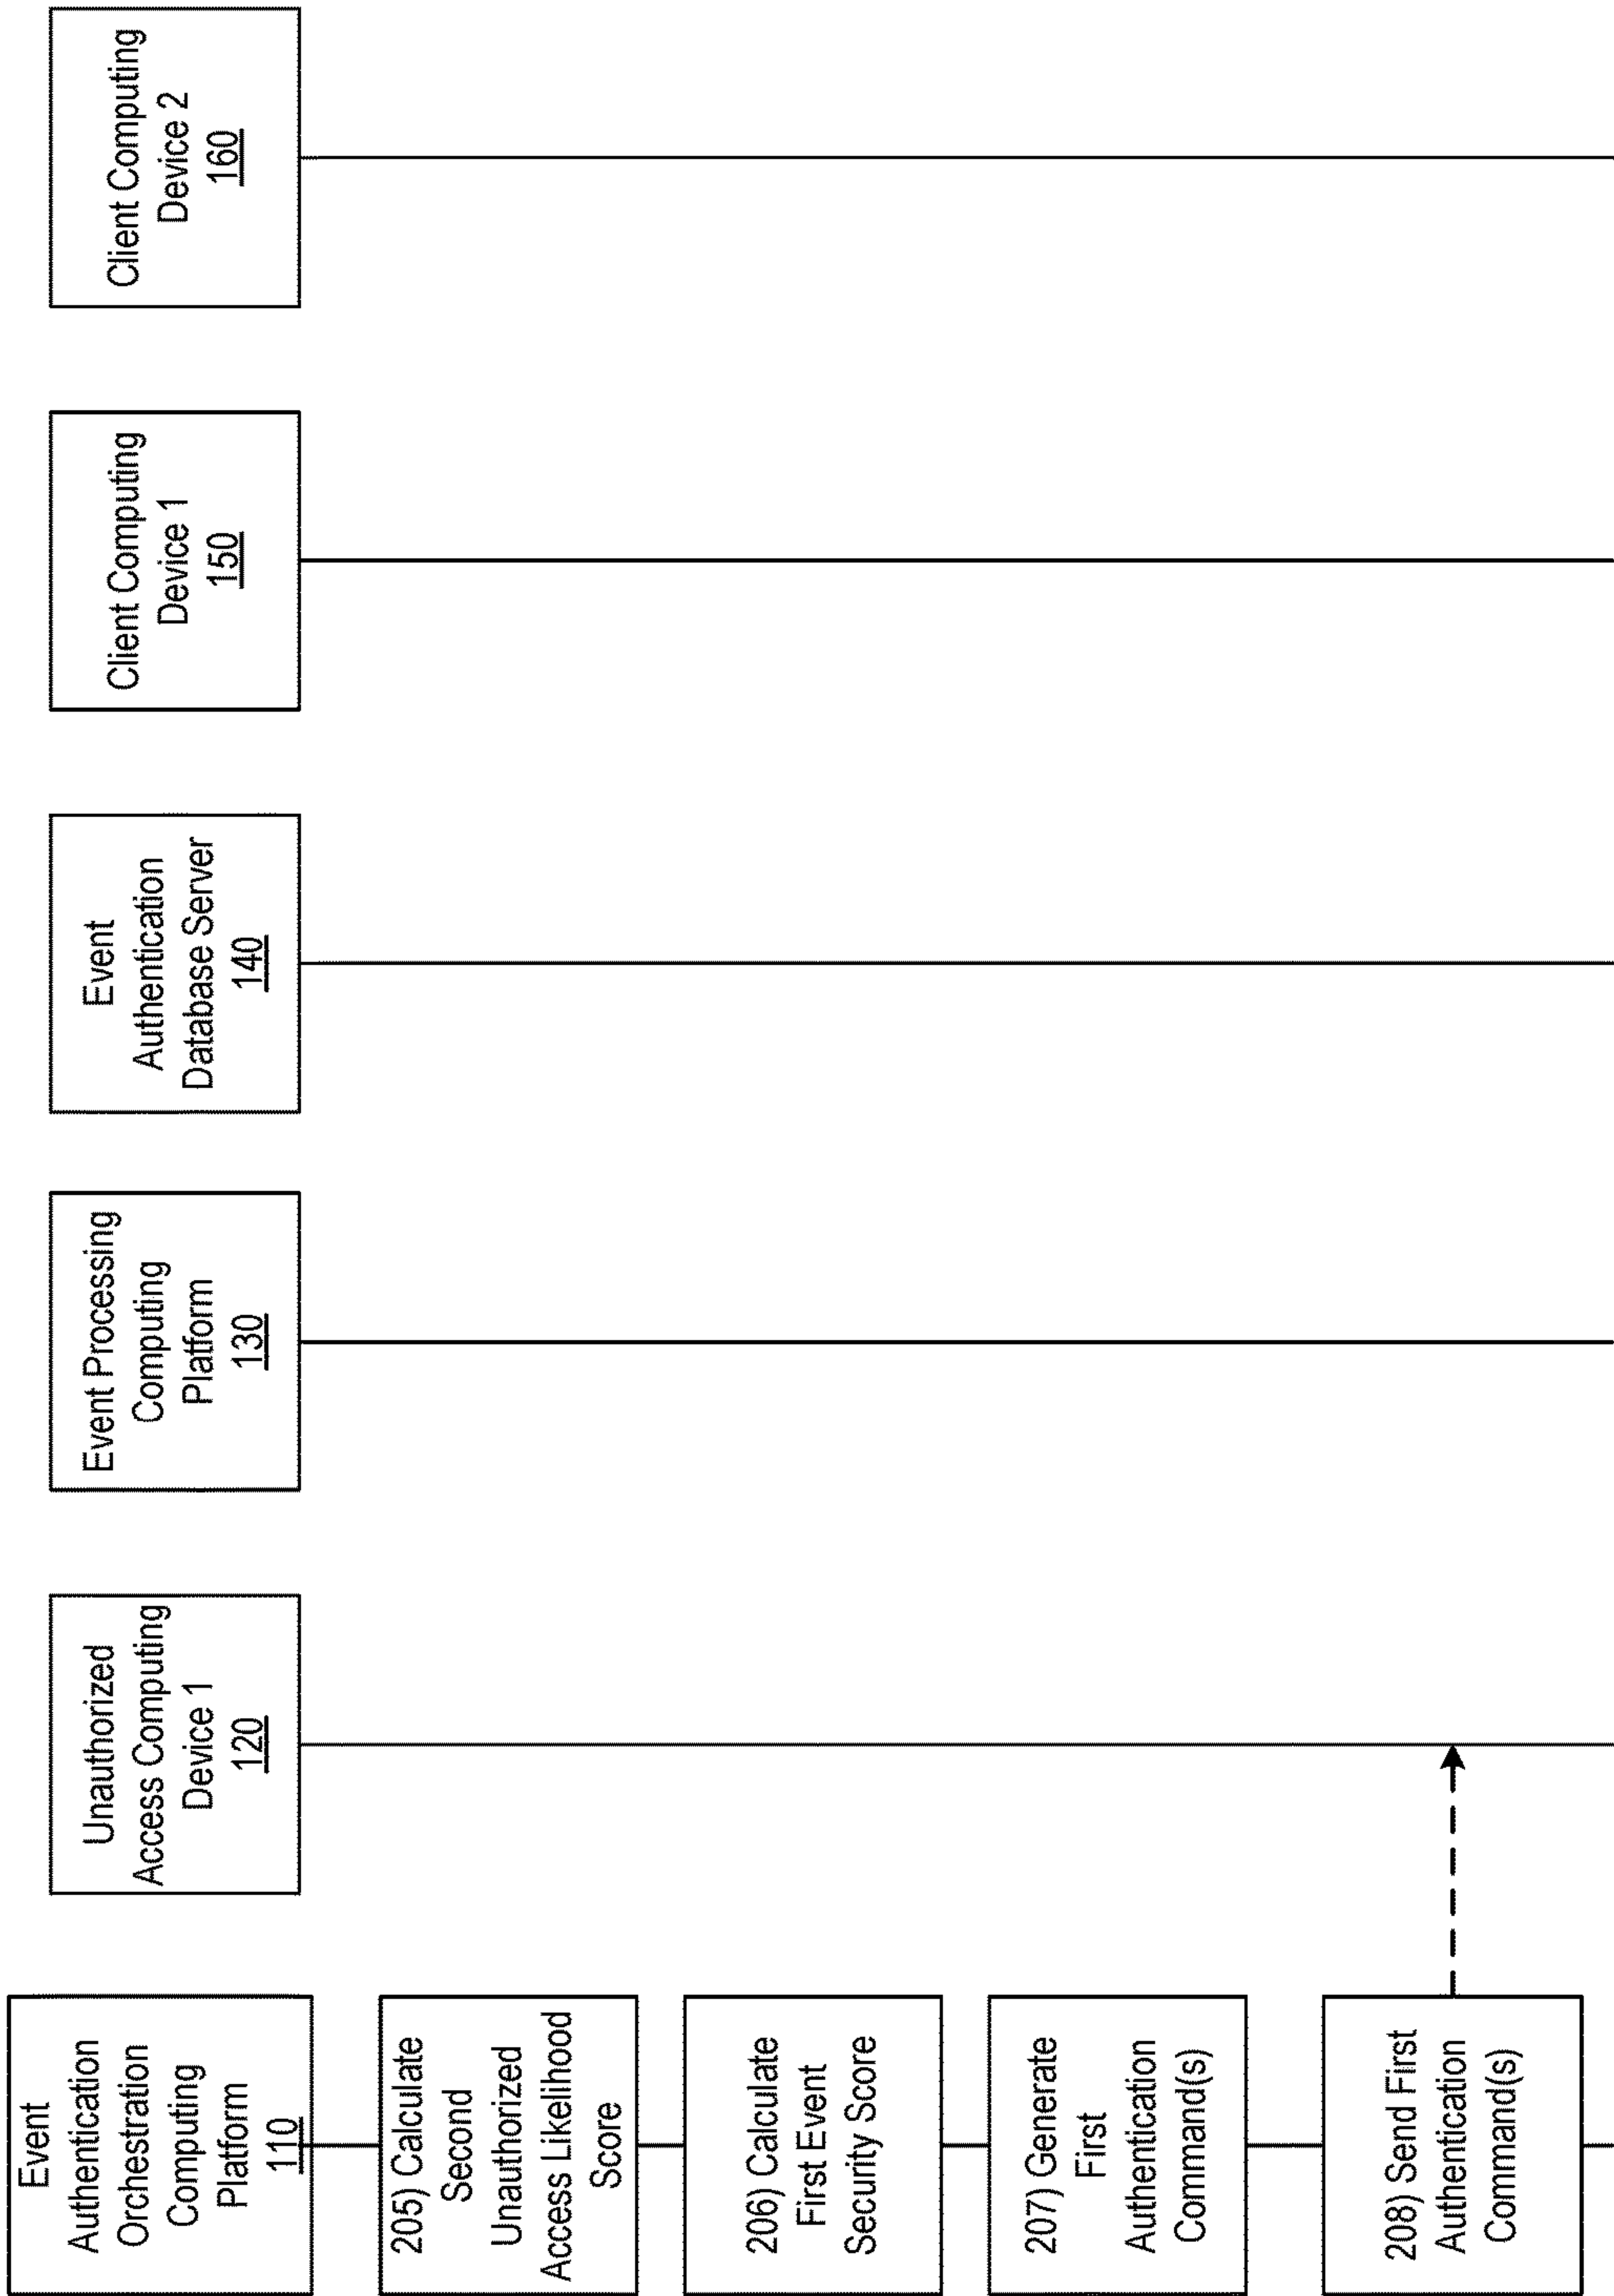 Event
Authentication
Orchestration
Computing
Platform
110
Unauthorized
Access Computing
Device 1
120
Event Processing
Computing
Platform
130
Event
Authentication
Database Server
140
Client Computing
Device 1
150
Client Computing
Device 2
160
205) Calculate
Second
Unauthorized
Access Likelihood
Score
206) Calculate
First Event
Security Score
207) Generate
First
Authentication
Command(s)
208) Send First
Authentication
Command(s)